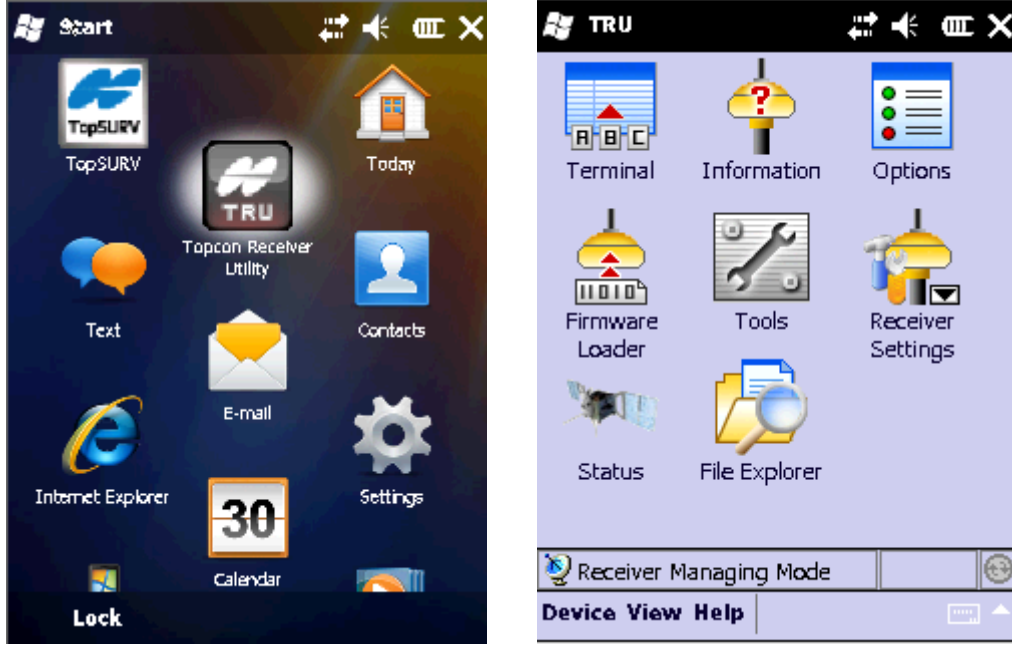 Start
TopSURV
TopSURV
Today
TRU
Topcon Receiver
Utility
Text
Contacts
E-mail
Internet Explorer
Settings
30
Calendar
Lock
TRU
A B C
Terminal
?
Information
Options
11010
Firmware
Loader
Tools
Receiver
Settings
Status
File Explorer
Receiver Managing Mode
Device View Help